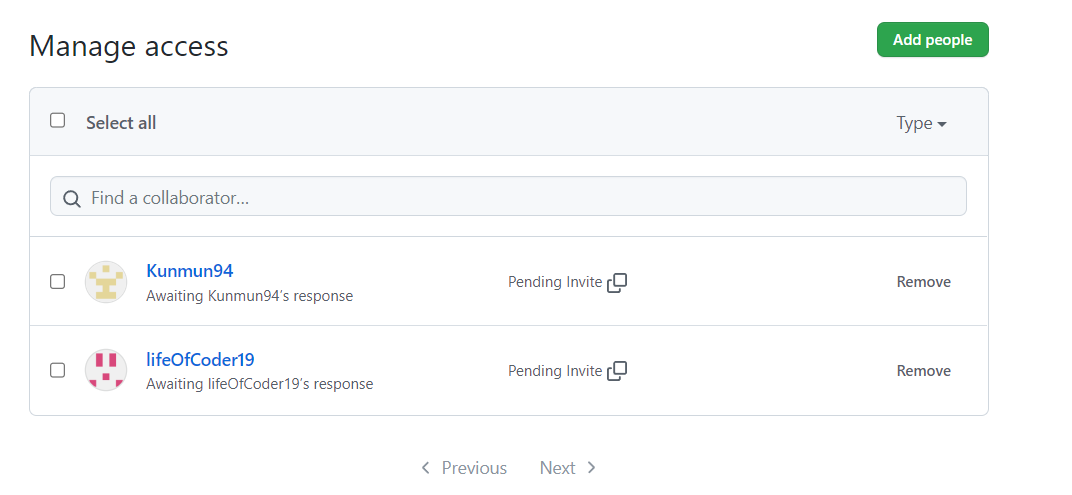 Manage access
Add people
Select all
Type
Find a collaborator...
Kunmun94
Awaiting Kunmun94's response
Pending Invite
Remove
lifeOfCoder19
Awaiting lifeOfCoder19's response
Pending Invite
Remove
Previous
Next